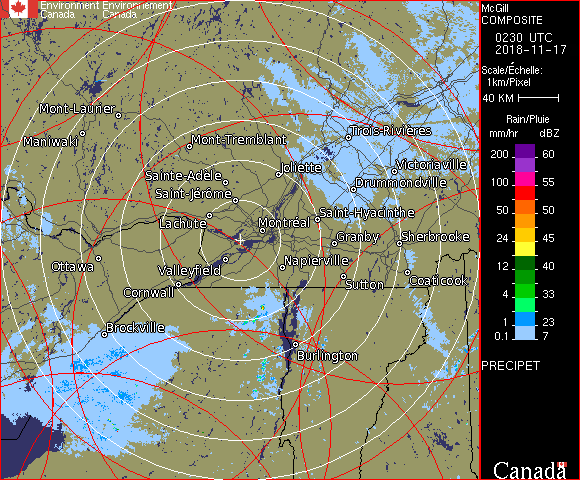 Environment Environnement
Canada Canada
McGill
COMPOSITE
0230 UTC
2018-11-17
Scale/Échelle:
1km/Pixel
40 KM
Rain/Pluie
mm/hr dBZ
200 60
155
100 55
50 50
24 45
12 40
4 33
1 23
0.1 7
PRECIPET
Canada
Mont-Laurier
Maniwaki
Mont-Tremblant
Trois-Rivières
Joliette
Victoriaville
Sainte-Adèle
Drummondville
Saint-Jérôme
Saint-Hyacinthe
Lachute
Montréal
Granby
Sherbrooke
Ottawa
Valleyfield
Napierville
Cornwall
Sutton
Coaticook
Brockville
Burlington